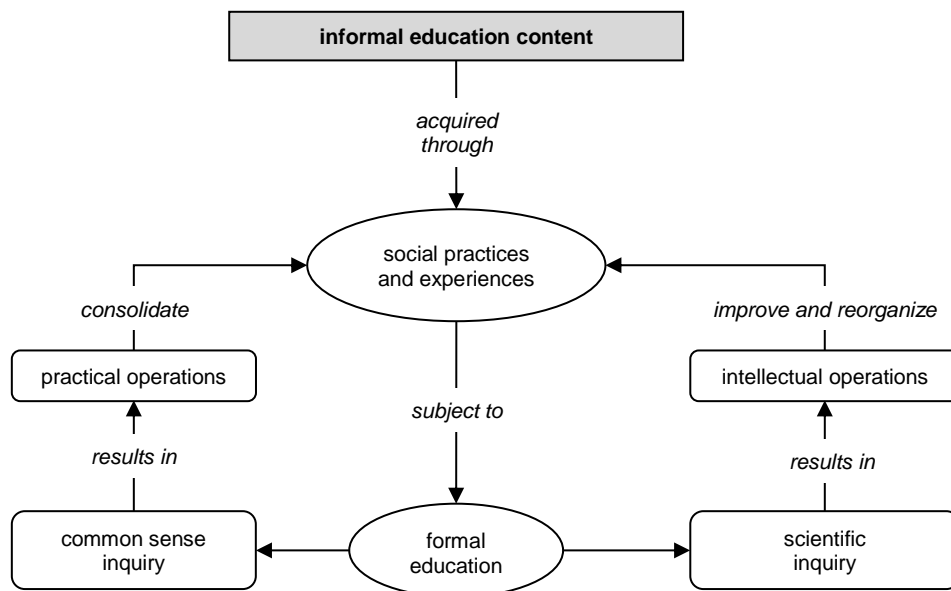 informal education content
acquired
through
social practices
and experiences
consolidate
improve and reorganize
practical operations
intellectual operations
subject to
results in
results in
common sense
inquiry
formal
education
scientific
inquiry